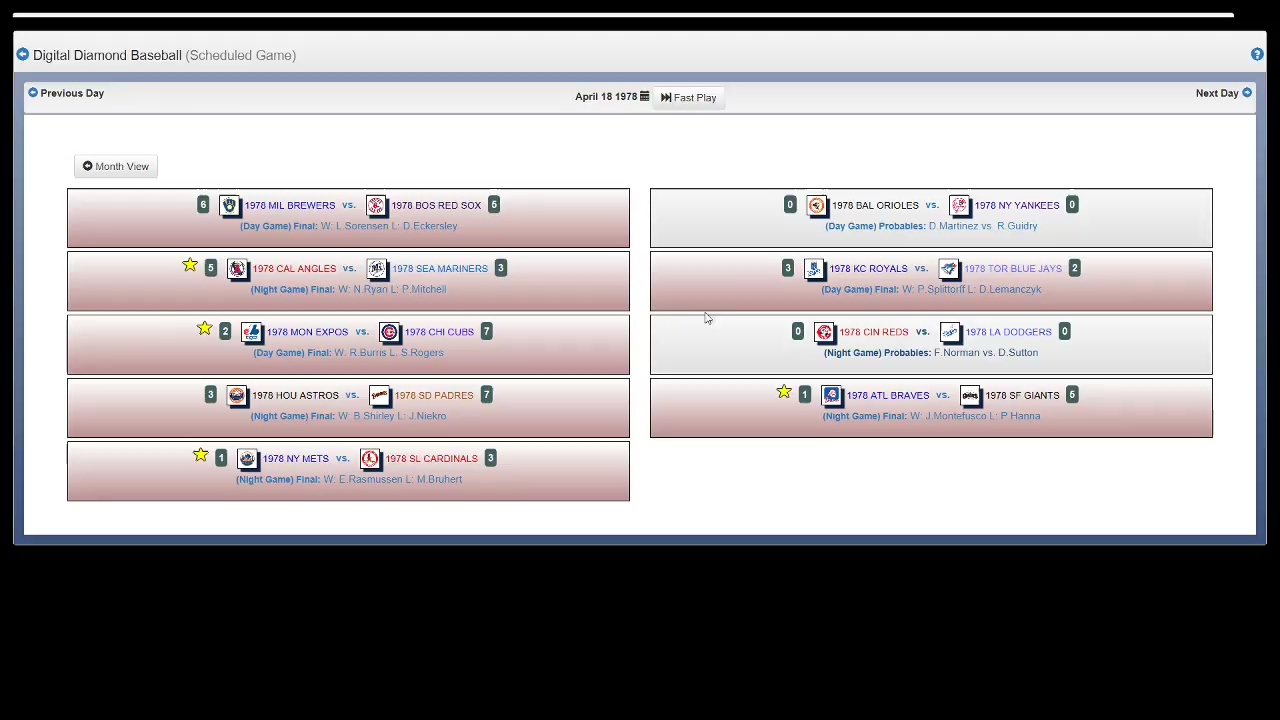 Digital Diamond Baseball (Scheduled Game)
Previous Day
April 18 1978
Fast Play
Next Day
Month View
6 1978 MIL BREWERS vs. 1978 BOS RED SOX 5
(Day Game) Final: W: L.Sorensen L: D.Eckersley
0 1978 BAL ORIOLES vs. 1978 NY YANKEES 0
(Day Game) Probables: D.Martinez vs. R.Guidry
5 1978 CAL ANGLES vs. 1978 SEA MARINERS 3
(Night Game) Final: W: N.Ryan L: P.Mitchell
3 1978 KC ROYALS vs. 1978 TOR BLUE JAYS 2
(Day Game) Final: W: P.Splittorff L: D.Lemanczyk
2 1978 MON EXPOS vs. 1978 CHI CUBS 7
(Day Game) Final: W: R.Burris L: S.Rogers
0 1978 CIN REDS vs. 1978 LA DODGERS 0
(Night Game) Probables: F.Norman vs. D.Sutton
3 1978 HOU ASTROS vs. 1978 SD PADRES 7
(Night Game) Final: W: B.Shirley L: J.Niekro
1 1978 ATL BRAVES vs. 1978 SF GIANTS 5
(Night Game) Final: W: J.Montefusco L: P.Hanna
1 1978 NY METS vs. 1978 SL CARDINALS 3
(Night Game) Final: W: E.Rasmussen L: M.Bruhert